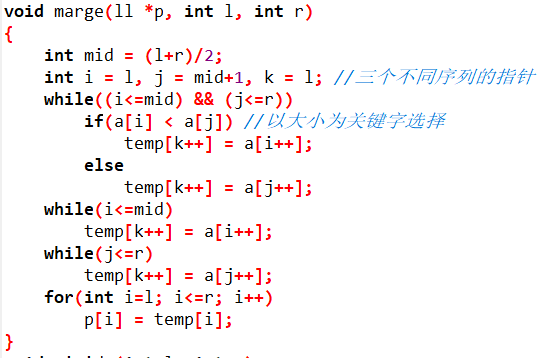 void marge(ll *p, int l, int r)
{
    int mid = (l+r)/2;
    int i = l, j = mid+1, k = l; //三个不同序列的指针
    while((i<=mid) && (j<=r))
        if(a[i] < a[j]) //以大小为关键字选择
            temp[k++] = a[i++];
        else
            temp[k++] = a[j++];
    while(i<=mid)
        temp[k++] = a[i++];
    while(j<=r)
        temp[k++] = a[j++];
    for(int i=l; i<=r; i++)
        p[i] = temp[i];
}